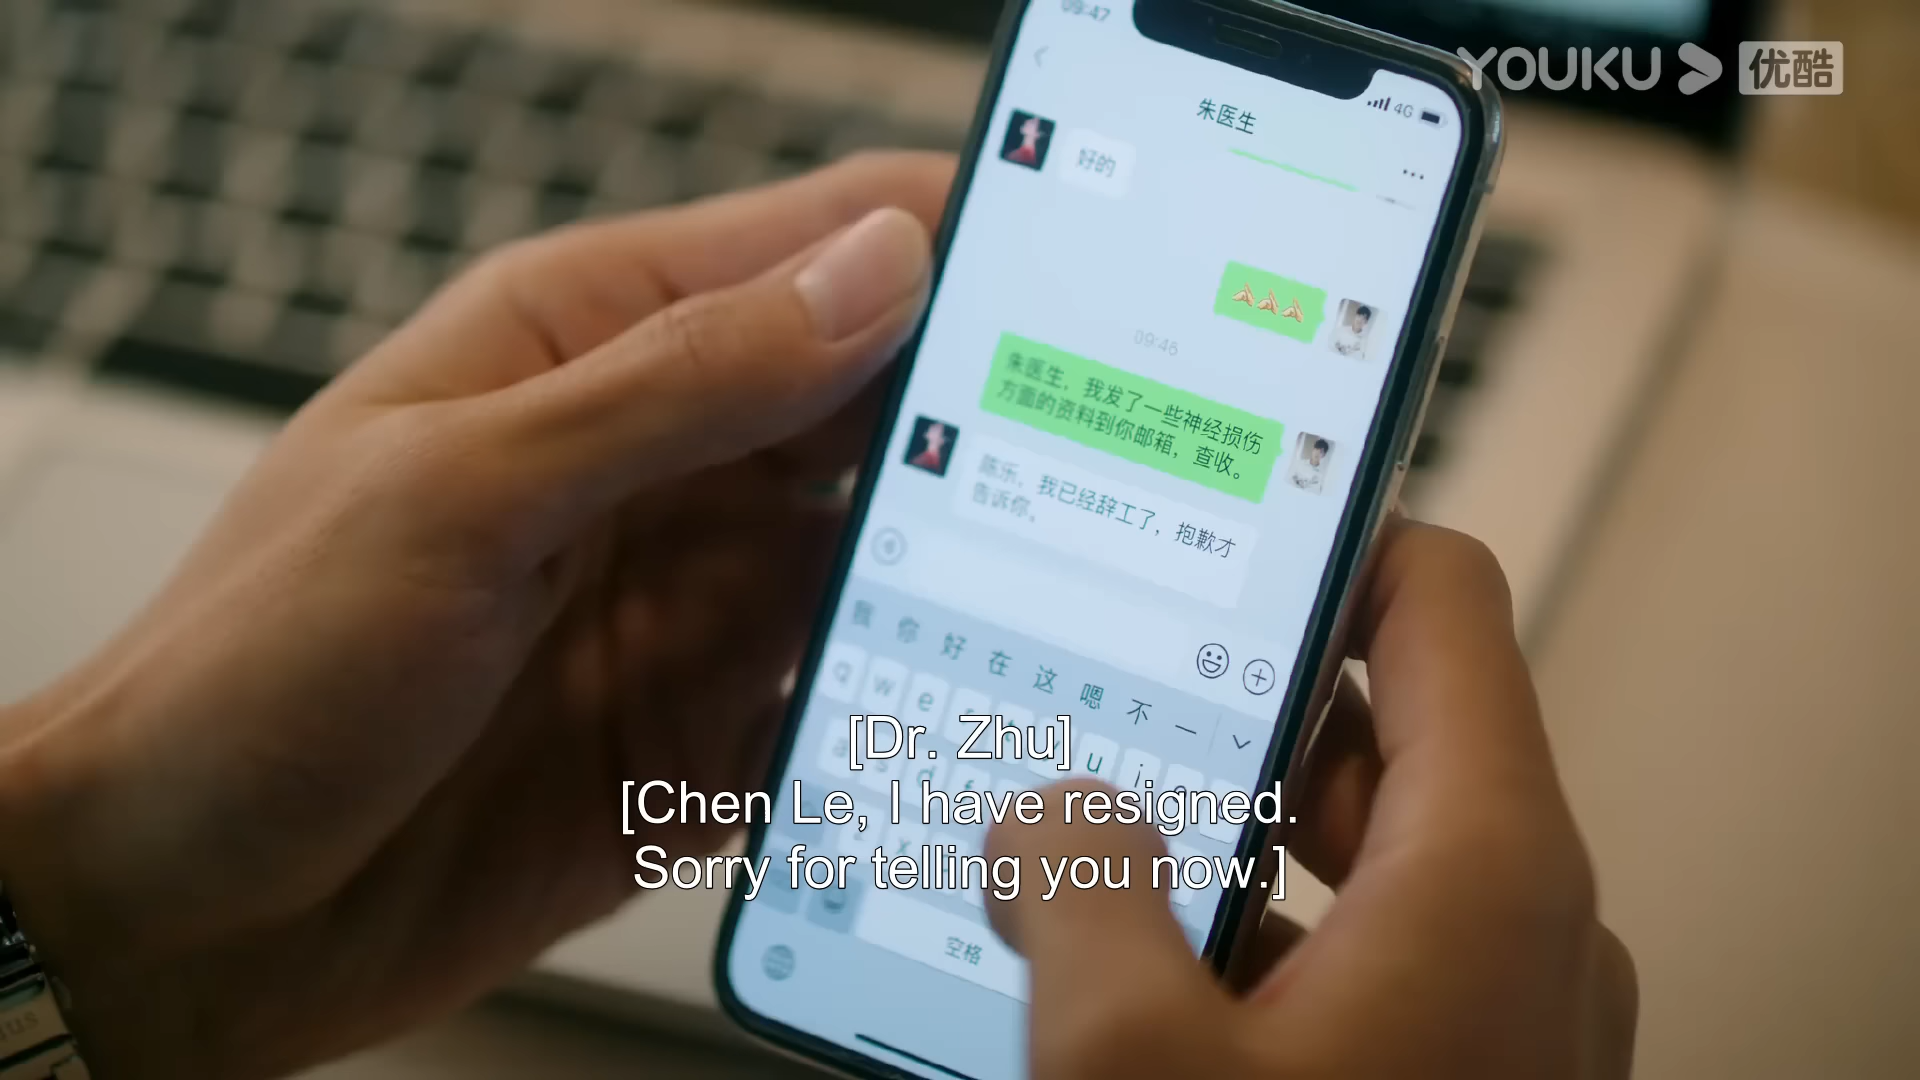 09:47
YOUKU 优酷
4G
朱医生
好的
09:46
朱医生，我发了一些神经损伤
方面的资料到你邮箱，查收。
陈乐，我已经辞工了，抱歉才
告诉你。
我 你 好 在 这 嗯 不 一
q w e
u i
[Dr. Zhu]
[Chen Le, I have resigned.
Sorry for telling you now.]
空格